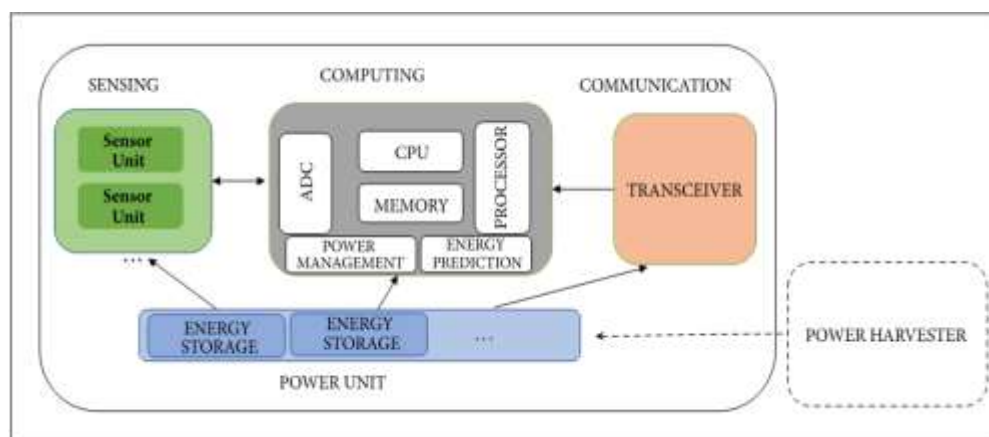 SENSING
COMPUTING
COMMUNICATION
Sensor
Unit
Sensor
Unit
...
ADC
CPU
MEMORY
PROCESSOR
POWER
MANAGEMENT
ENERGY
PREDICTION
TRANSCEIVER
ENERGY
STORAGE
ENERGY
STORAGE
...
POWER UNIT
POWER HARVESTER